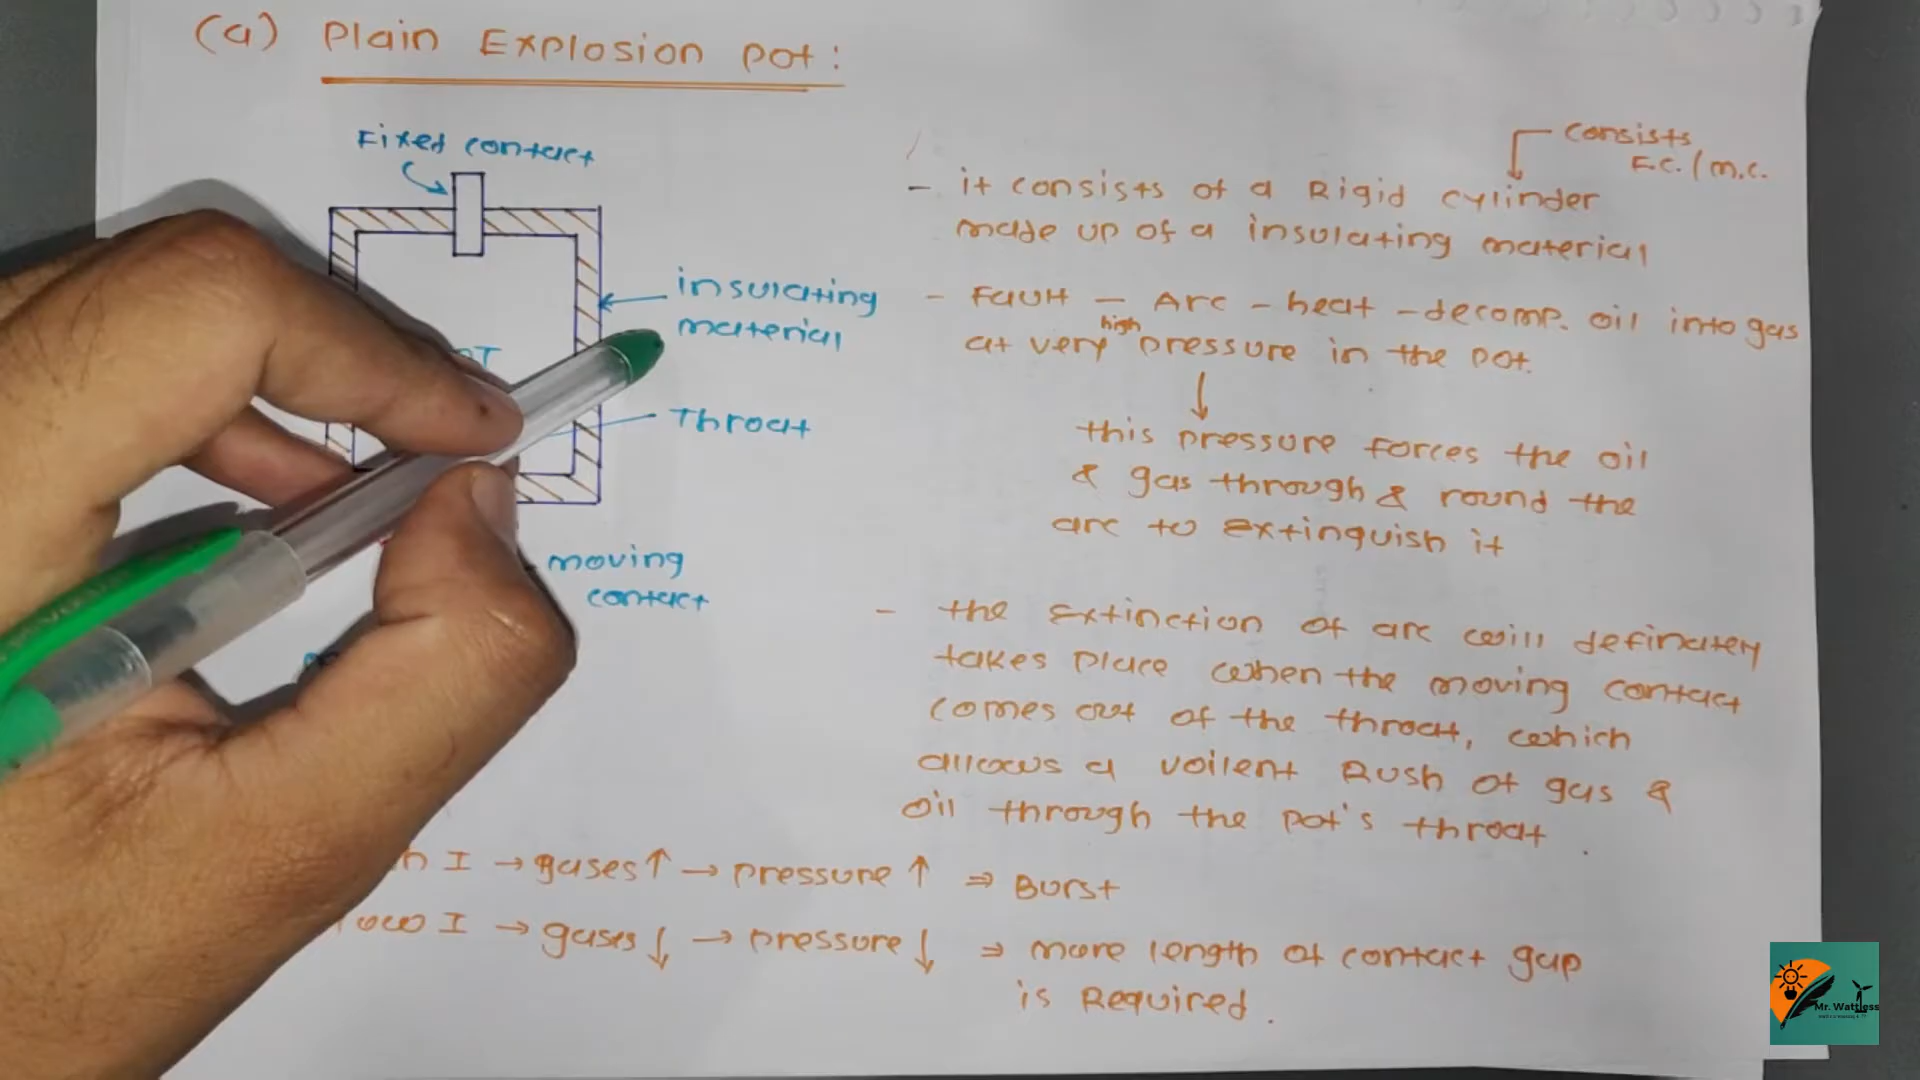 (a) Plain Explosion pot:
Fixed contact
insulating
material
Throat
moving
contact
consists
F.C. / m.c.
- it consists of a Rigid cylinder
made up of a insulating material
- Fault - Arc - heat - decomp. oil into gas
high
at very pressure in the pot.
this pressure forces the oil
& gas through & round the
arc to extinguish it
- the Extinction of arc will definatey
takes place when the moving contact
comes out of the throat, which
allows a voilent Rush of gas &
oil through the pot's throat.
I → gases ↑ → pressure ↑ ⇒ Burst
low I → gases ↓ → pressure ↓ ⇒ more length of contact gap
is Required.
Mr. Wattless